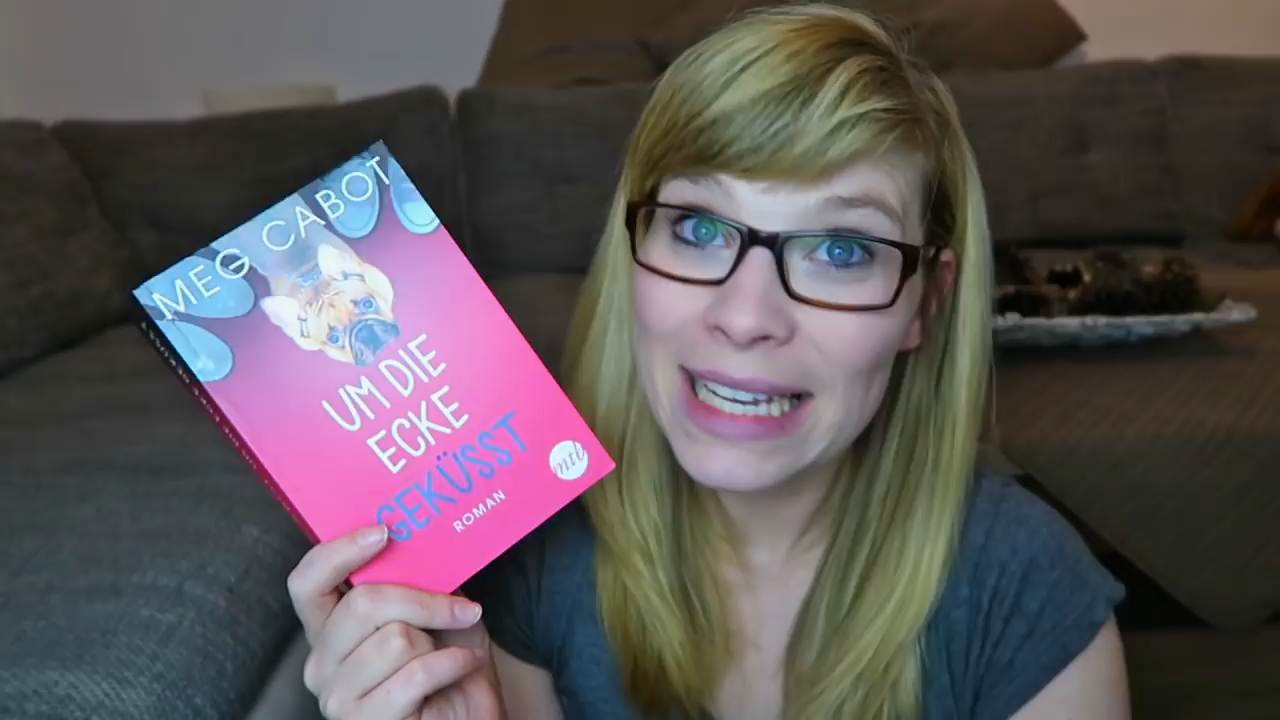 MEG CABOT
UM DIE
ECKE
GEKÜSST
ROMAN
mtb